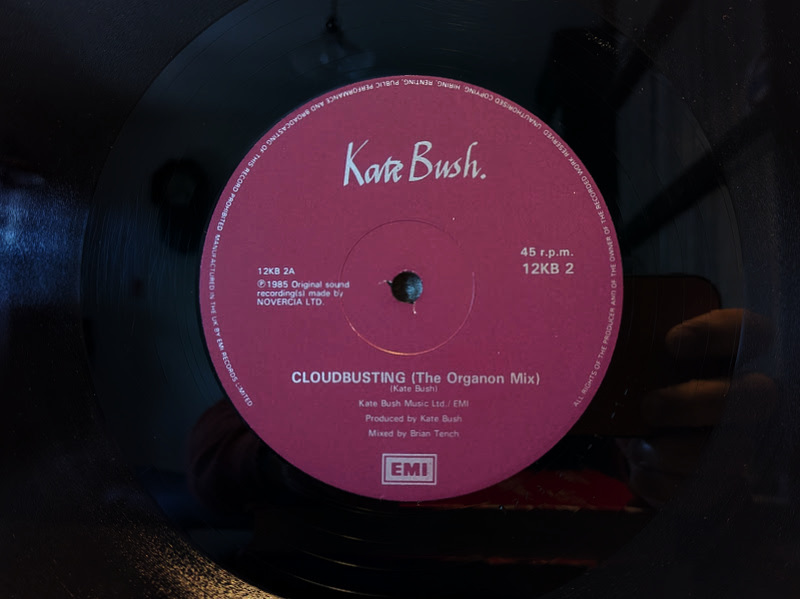 Kate Bush.
45 r.p.m.
12KB 2
12KB 2A
Ⓟ1985 Original sound
recording(s) made by
NOVERCIA LTD.
CLOUDBUSTING (The Organon Mix)
(Kate Bush)
Kate Bush Music Ltd./ EMI
Produced by Kate Bush
Mixed by Brian Tench
EMI
ALL RIGHTS OF THE PRODUCER AND OF THE OWNER OF THE RECORDED WORK RESERVED. UNAUTHORISED COPYING, HIRING, RENTING, PUBLIC PERFORMANCE AND BROADCASTING OF THIS RECORD PROHIBITED. MANUFACTURED IN THE UK BY EMI RECORDS LIMITED